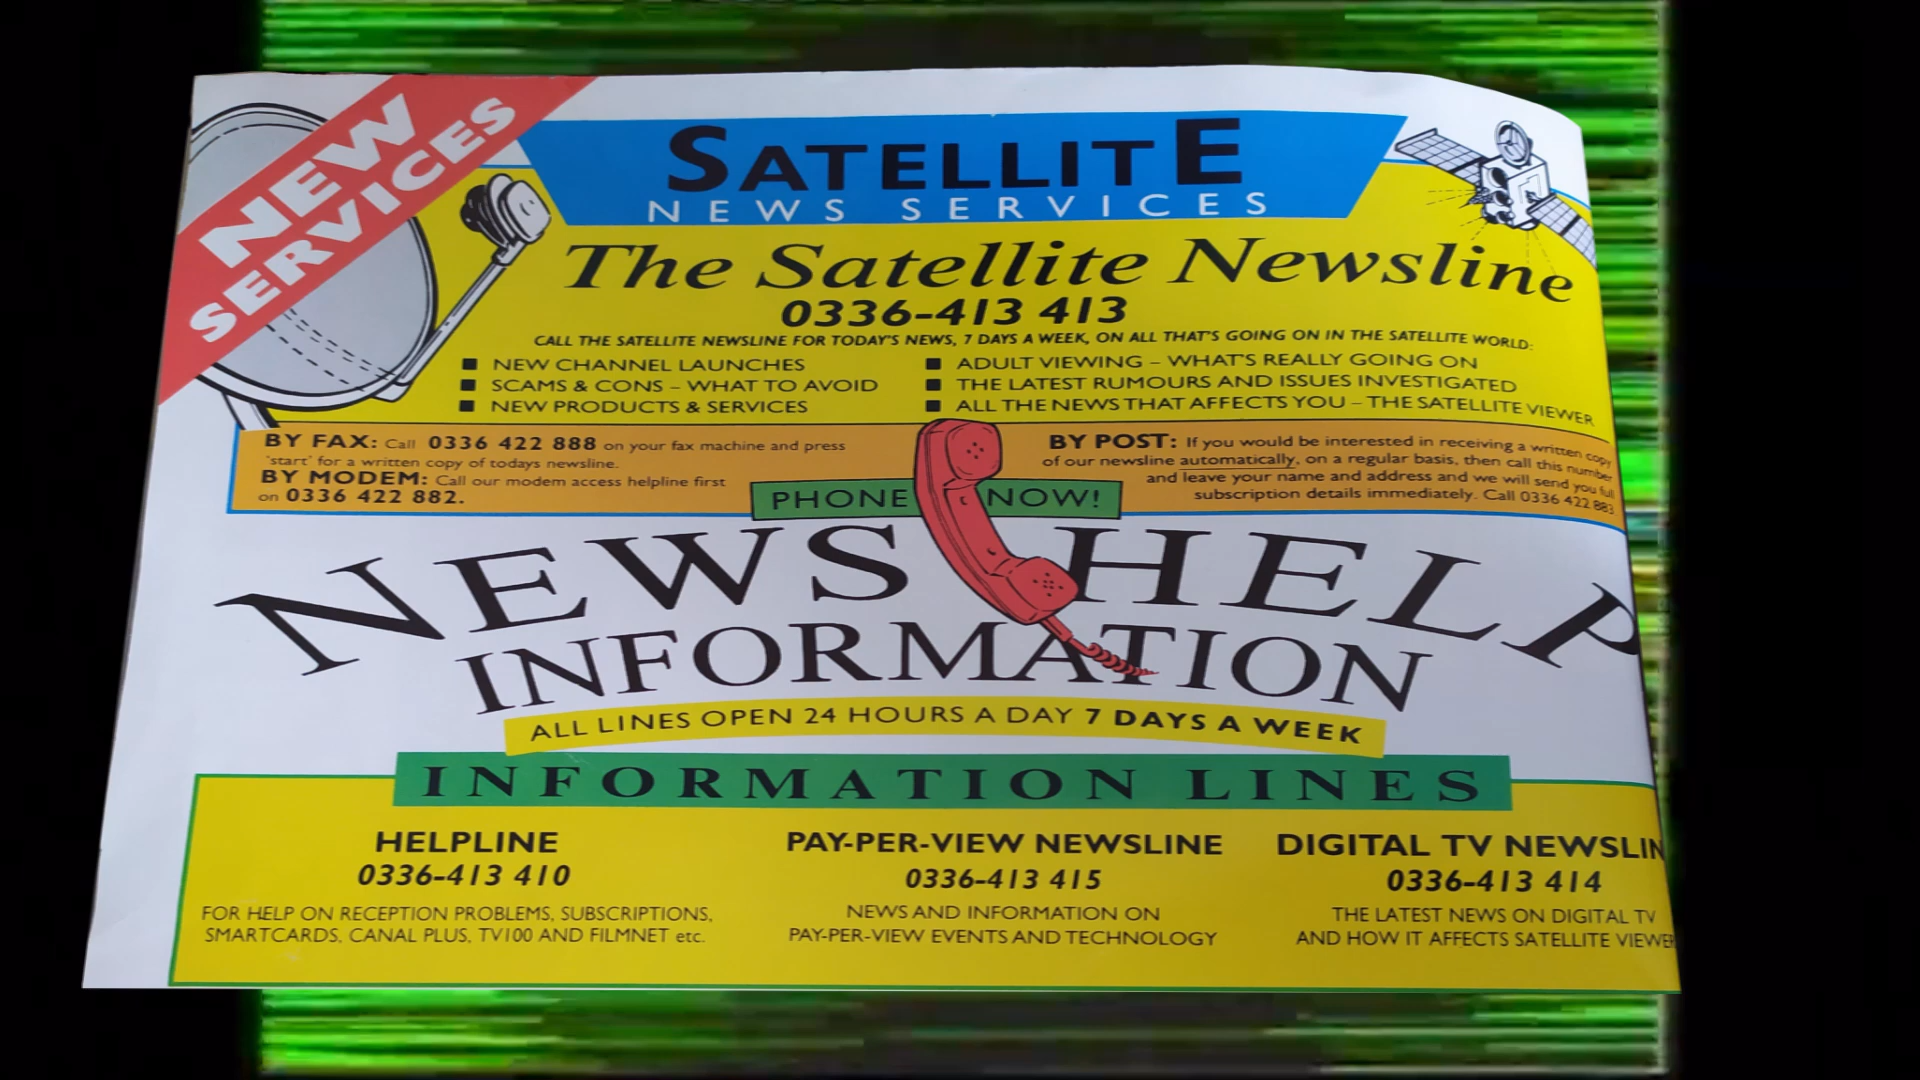 NEW
SERVICES
SATELLITE
NEWS SERVICES
The Satellite Newsline
0336-413 413
CALL THE SATELLITE NEWSLINE FOR TODAY'S NEWS, 7 DAYS A WEEK, ON ALL THAT'S GOING ON IN THE SATELLITE WORLD:
■ NEW CHANNEL LAUNCHES
■ SCAMS & CONS – WHAT TO AVOID
■ NEW PRODUCTS & SERVICES
■ ADULT VIEWING – WHAT'S REALLY GOING ON
■ THE LATEST RUMOURS AND ISSUES INVESTIGATED
■ ALL THE NEWS THAT AFFECTS YOU – THE SATELLITE VIEWER
BY FAX: Call 0336 422 888 on your fax machine and press
'start' for a written copy of todays newsline.
BY MODEM: Call our modem access helpline first
on 0336 422 882.
BY POST: If you would be interested in receiving a written copy
of our newsline automatically, on a regular basis, then call this number
and leave your name and address and we will send you full
subscription details immediately. Call 0336 422 883
PHONE NOW!
NEWS HELP
INFORMATION
ALL LINES OPEN 24 HOURS A DAY 7 DAYS A WEEK
INFORMATION LINES
HELPLINE
0336-413 410
FOR HELP ON RECEPTION PROBLEMS, SUBSCRIPTIONS,
SMARTCARDS, CANAL PLUS, TV100 AND FILMNET etc.
PAY-PER-VIEW NEWSLINE
0336-413 415
NEWS AND INFORMATION ON
PAY-PER-VIEW EVENTS AND TECHNOLOGY
DIGITAL TV NEWSLIN
0336-413 414
THE LATEST NEWS ON DIGITAL TV
AND HOW IT AFFECTS SATELLITE VIEWER